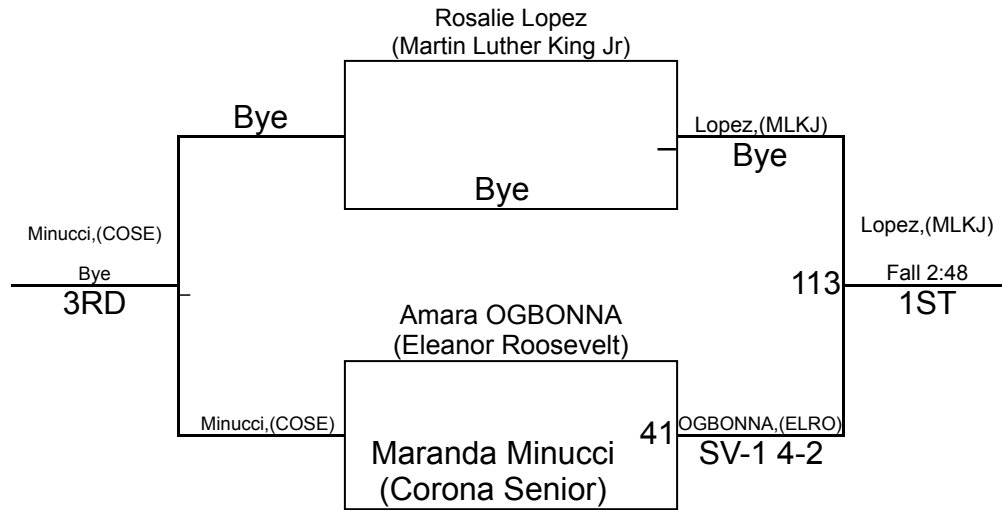 Rosalie Lopez
(Martin Luther King Jr)
Bye
Lopez,(MLKJ)
Bye
Bye
Minucci,(COSE)
Bye
3RD
Lopez,(MLKJ)
113
Fall 2:48
1ST
Amara OGBONNA
(Eleanor Roosevelt)
Minucci,(COSE)
Maranda Minucci
(Corona Senior)
41
OGBONNA,(ELRO)
SV-1 4-2